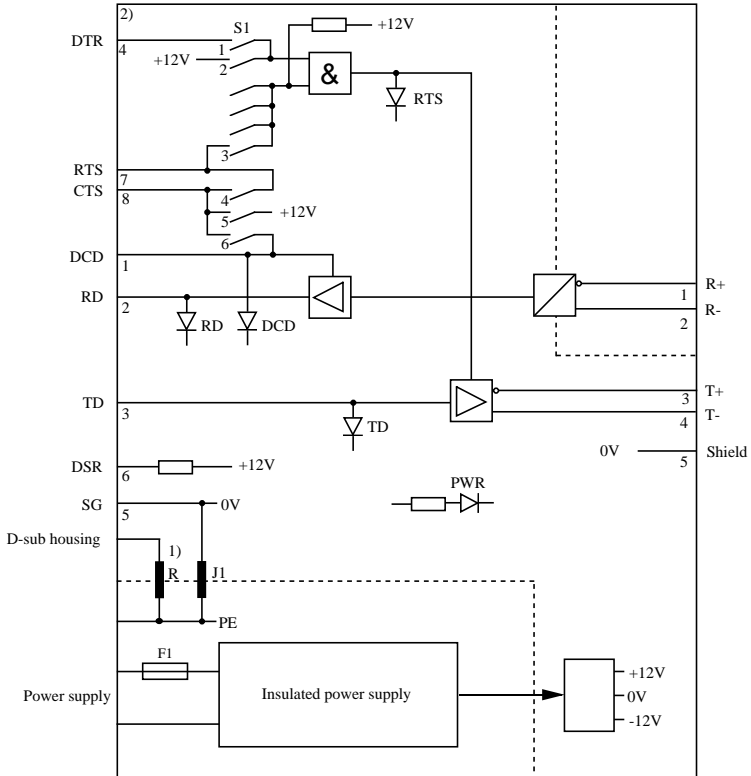 2)
DTR
4
S1
1
+12V
2
+12V
&
RTS
3
RTS
7
CTS
8
4
5
+12V
6
DCD
1
RD
2
RD
DCD
R+
1
R-
2
TD
3
TD
T+
3
T-
4
0V
Shield
5
DSR
6
+12V
PWR
SG
5
0V
D-sub housing
1)
R
J1
PE
F1
Power supply
Insulated power supply
+12V
0V
-12V